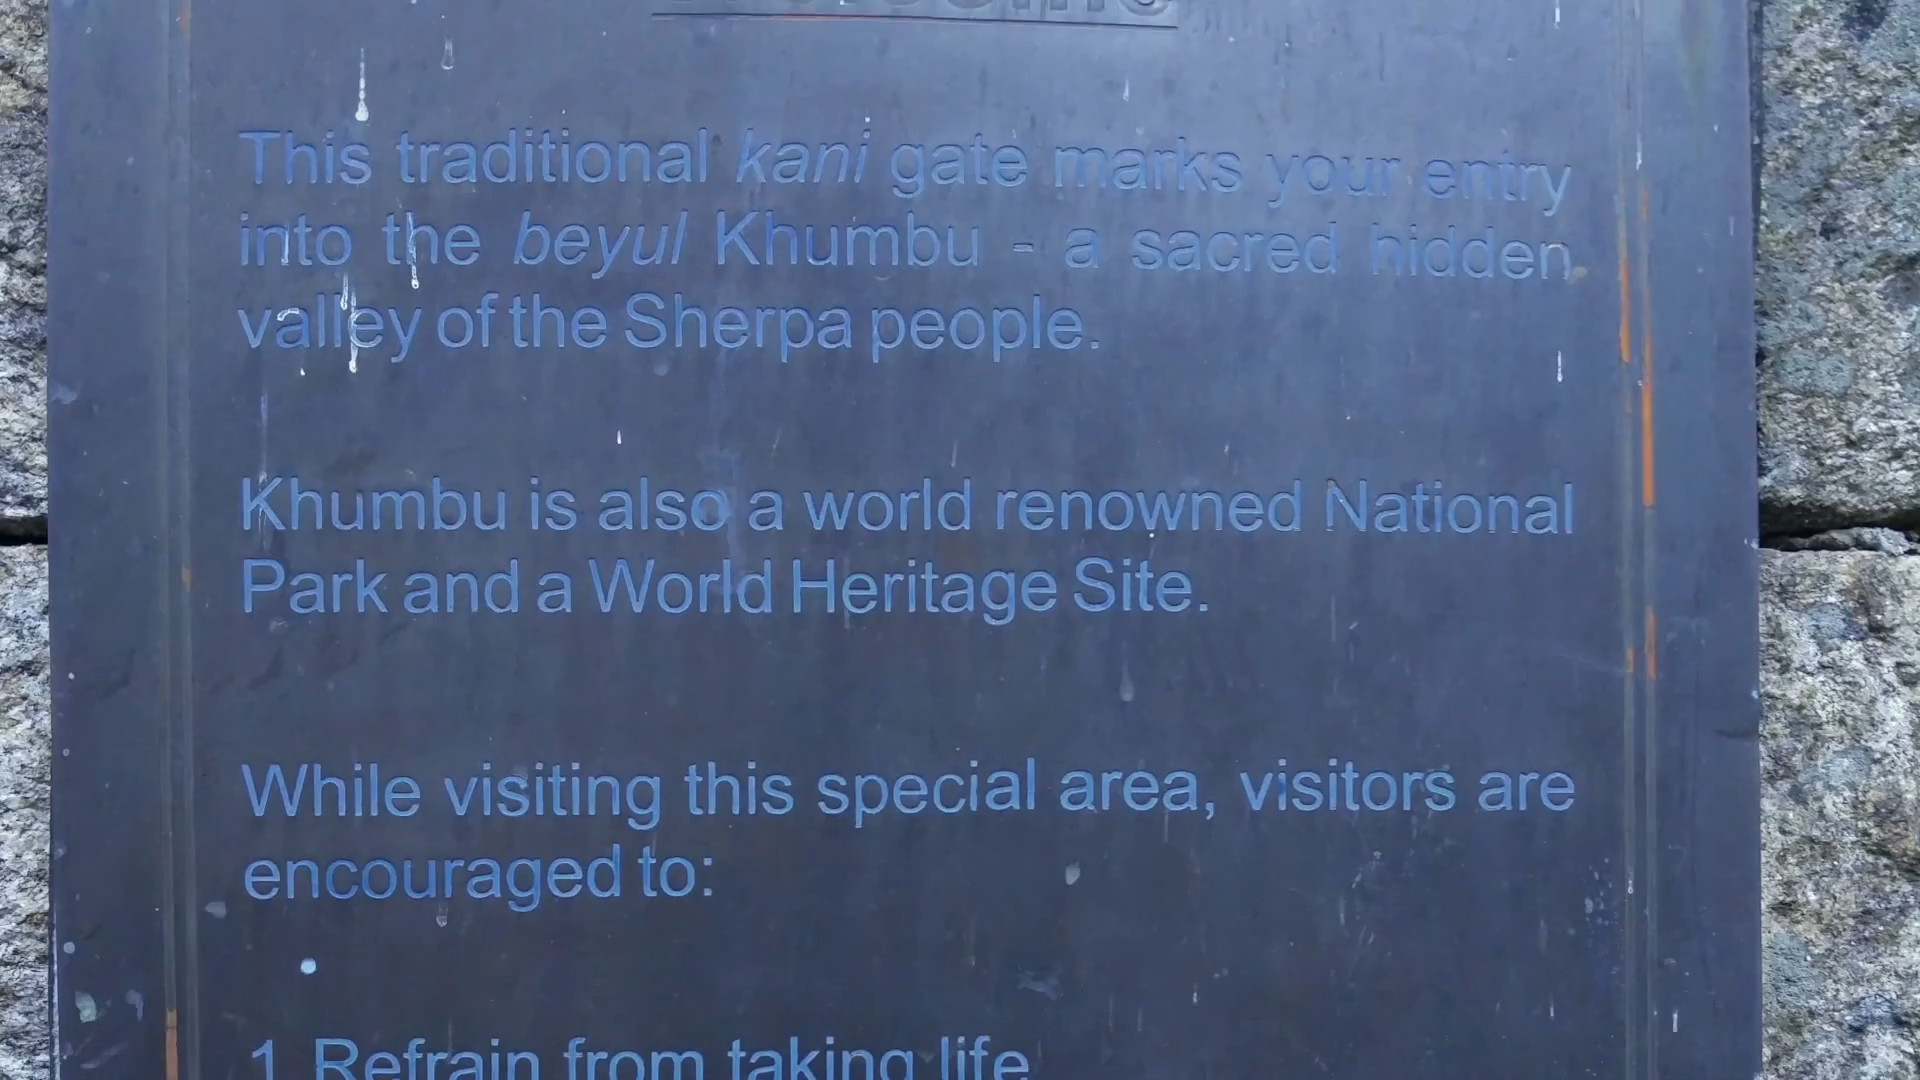 This traditional kani gate marks your entry
into the beyul Khumbu - a sacred hidden
valley of the Sherpa people.
Khumbu is also a world renowned National
Park and a World Heritage Site.
While visiting this special area, visitors are
encouraged to:
1 Refrain from taking life